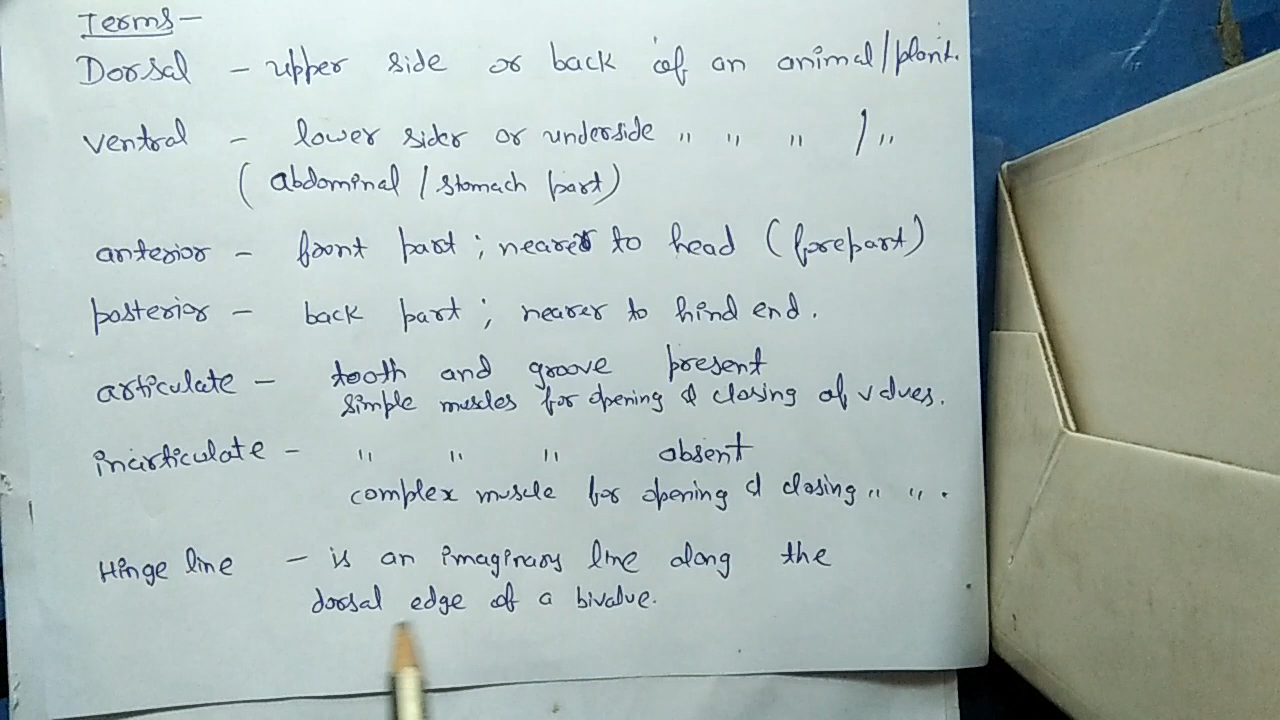 Terms-
Dorsal - upper side or back of an animal/plant.
ventral - lower sider or underside " " " / "
( abdominal / stomach part)
anterior - front part ; nearer to head (forepart)
posterior - back part ; nearer to hind end.
articulate - tooth and groove present
simple muscles for opening & closing of valves.
inarticulate - " " " absent
complex muscle for opening & closing " " .
Hinge line - is an imaginary line along the
dorsal edge of a bivalve.